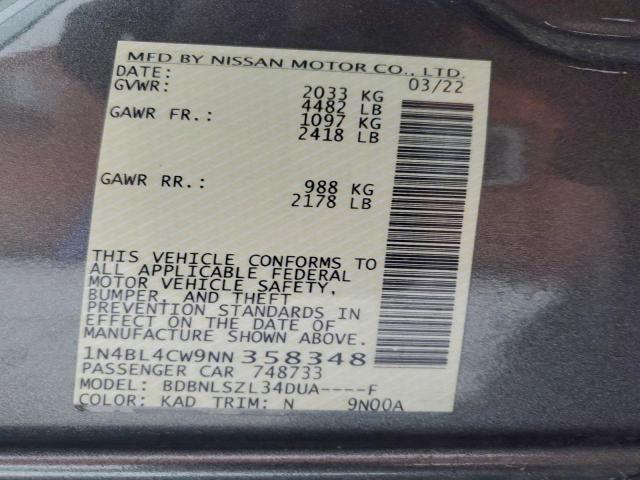 MFD BY NISSAN MOTOR CO., LTD.
DATE: 03/22
GVWR: 2033 KG
4482 LB
GAWR FR.: 1097 KG
2418 LB
GAWR RR.: 988 KG
2178 LB
THIS VEHICLE CONFORMS TO
ALL APPLICABLE FEDERAL
MOTOR VEHICLE SAFETY,
BUMPER, AND THEFT
PREVENTION STANDARDS IN
EFFECT ON THE DATE OF
MANUFACTURE SHOWN ABOVE.
1N4BL4CW9NN358348
PASSENGER CAR 748733
MODEL: BDBNLSZL34DUA----F
COLOR: KAD TRIM: N 9N00A